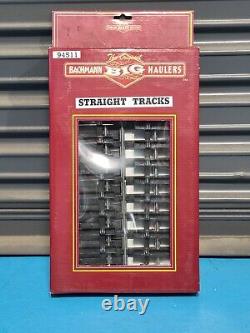 94511
The Original
BACHMANN BIG HAULERS
STRAIGHT TRACKS